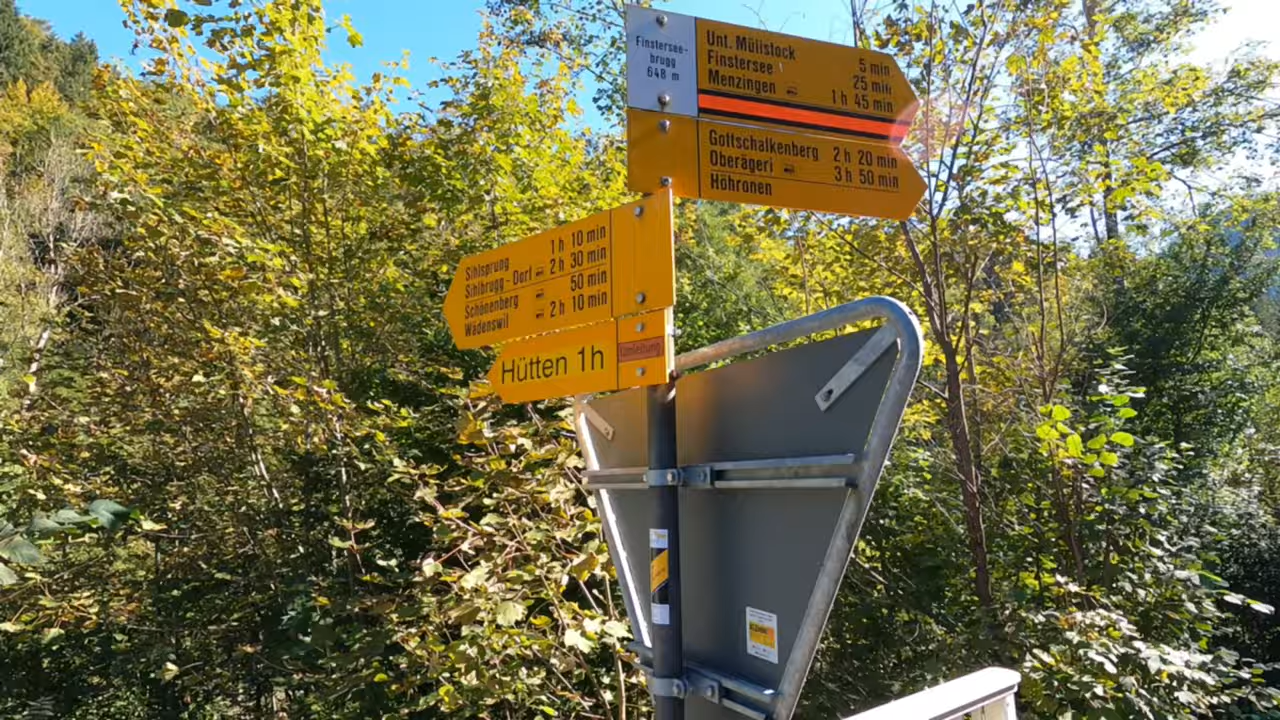 Finstersee-
brugg
648 m
Unt. Mülistock 5 min
Finstersee 25 min
Menzingen 1 h 45 min
Gottschalkenberg 2 h 20 min
Oberägeri 3 h 50 min
Höhronen
Sihlsprung 1 h 10 min
Sihlbrugg-Dorf 2 h 30 min
Schönenberg 50 min
Wädenswil 2 h 10 min
Hütten 1h
Umleitung